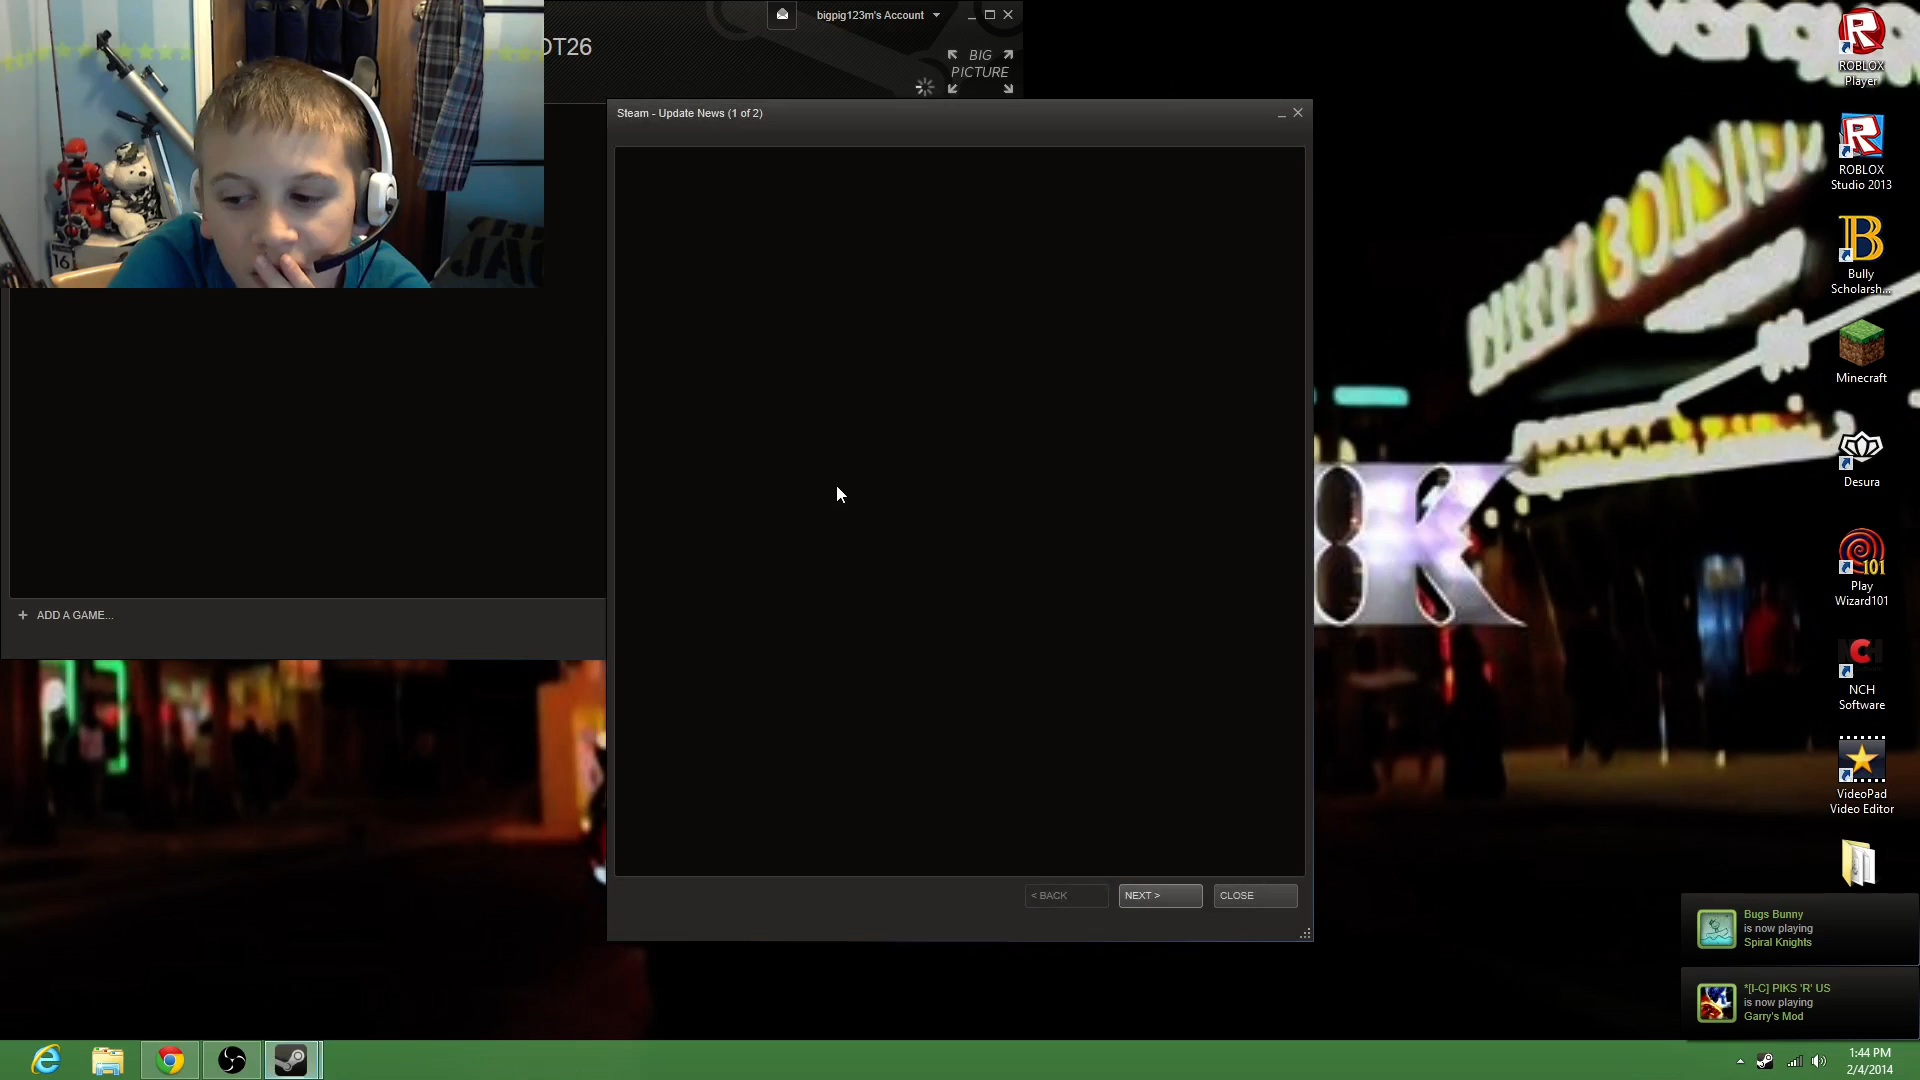 DT26
bigpig123m's Account
BIG
PICTURE
Steam - Update News (1 of 2)
+ ADD A GAME...
< BACK
NEXT >
CLOSE
ROBLOX
Player
ROBLOX
Studio 2013
Bully
Scholarsh...
Minecraft
Desura
Play
Wizard101
NCH
Software
VideoPad
Video Editor
Bugs Bunny
is now playing
Spiral Knights
*[I-C] PIKS 'R' US
is now playing
Garry's Mod
1:44 PM
2/4/2014
16